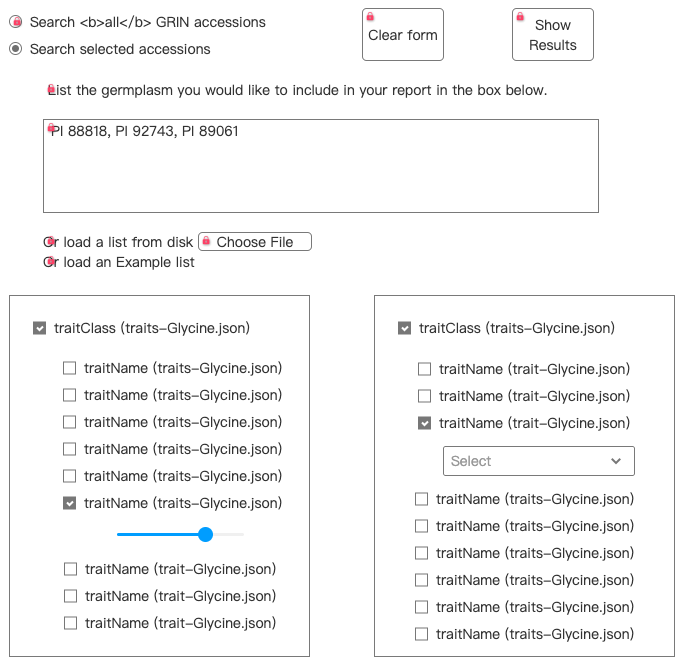 Search <b>all</b> GRIN accessions
Search selected accessions
Clear form
Show
Results
List the germplasm you would like to include in your report in the box below.
PI 88818, PI 92743, PI 89061
Or load a list from disk
Choose File
Or load an Example list
traitClass (traits-Glycine.json)
traitName (traits-Glycine.json)
traitName (traits-Glycine.json)
traitName (traits-Glycine.json)
traitName (traits-Glycine.json)
traitName (traits-Glycine.json)
traitName (traits-Glycine.json)
traitName (trait-Glycine.json)
traitName (trait-Glycine.json)
traitName (trait-Glycine.json)
traitClass (traits-Glycine.json)
traitName (trait-Glycine.json)
traitName (trait-Glycine.json)
traitName (trait-Glycine.json)
Select
traitName (traits-Glycine.json)
traitName (traits-Glycine.json)
traitName (traits-Glycine.json)
traitName (traits-Glycine.json)
traitName (traits-Glycine.json)
traitName (traits-Glycine.json)